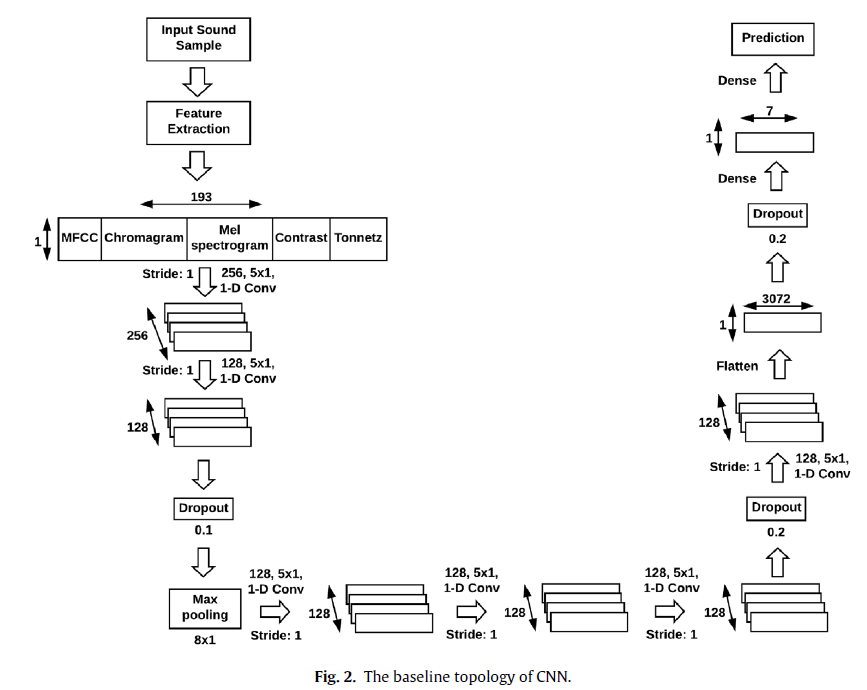 Input Sound
Sample
Feature
Extraction
193
1
MFCC
Chromagram
Mel
spectrogram
Contrast
Tonnetz
Stride: 1
256, 5x1,
1-D Conv
256
Stride: 1
128, 5x1,
1-D Conv
128
Dropout
0.1
Max
pooling
8x1
128, 5x1,
1-D Conv
Stride: 1
128
128, 5x1,
1-D Conv
Stride: 1
128
128, 5x1,
1-D Conv
Stride: 1
128
Dropout
0.2
Stride: 1
128, 5x1,
1-D Conv
128
Flatten
3072
1
Dropout
0.2
Dense
7
1
Dense
Prediction
Fig. 2. The baseline topology of CNN.